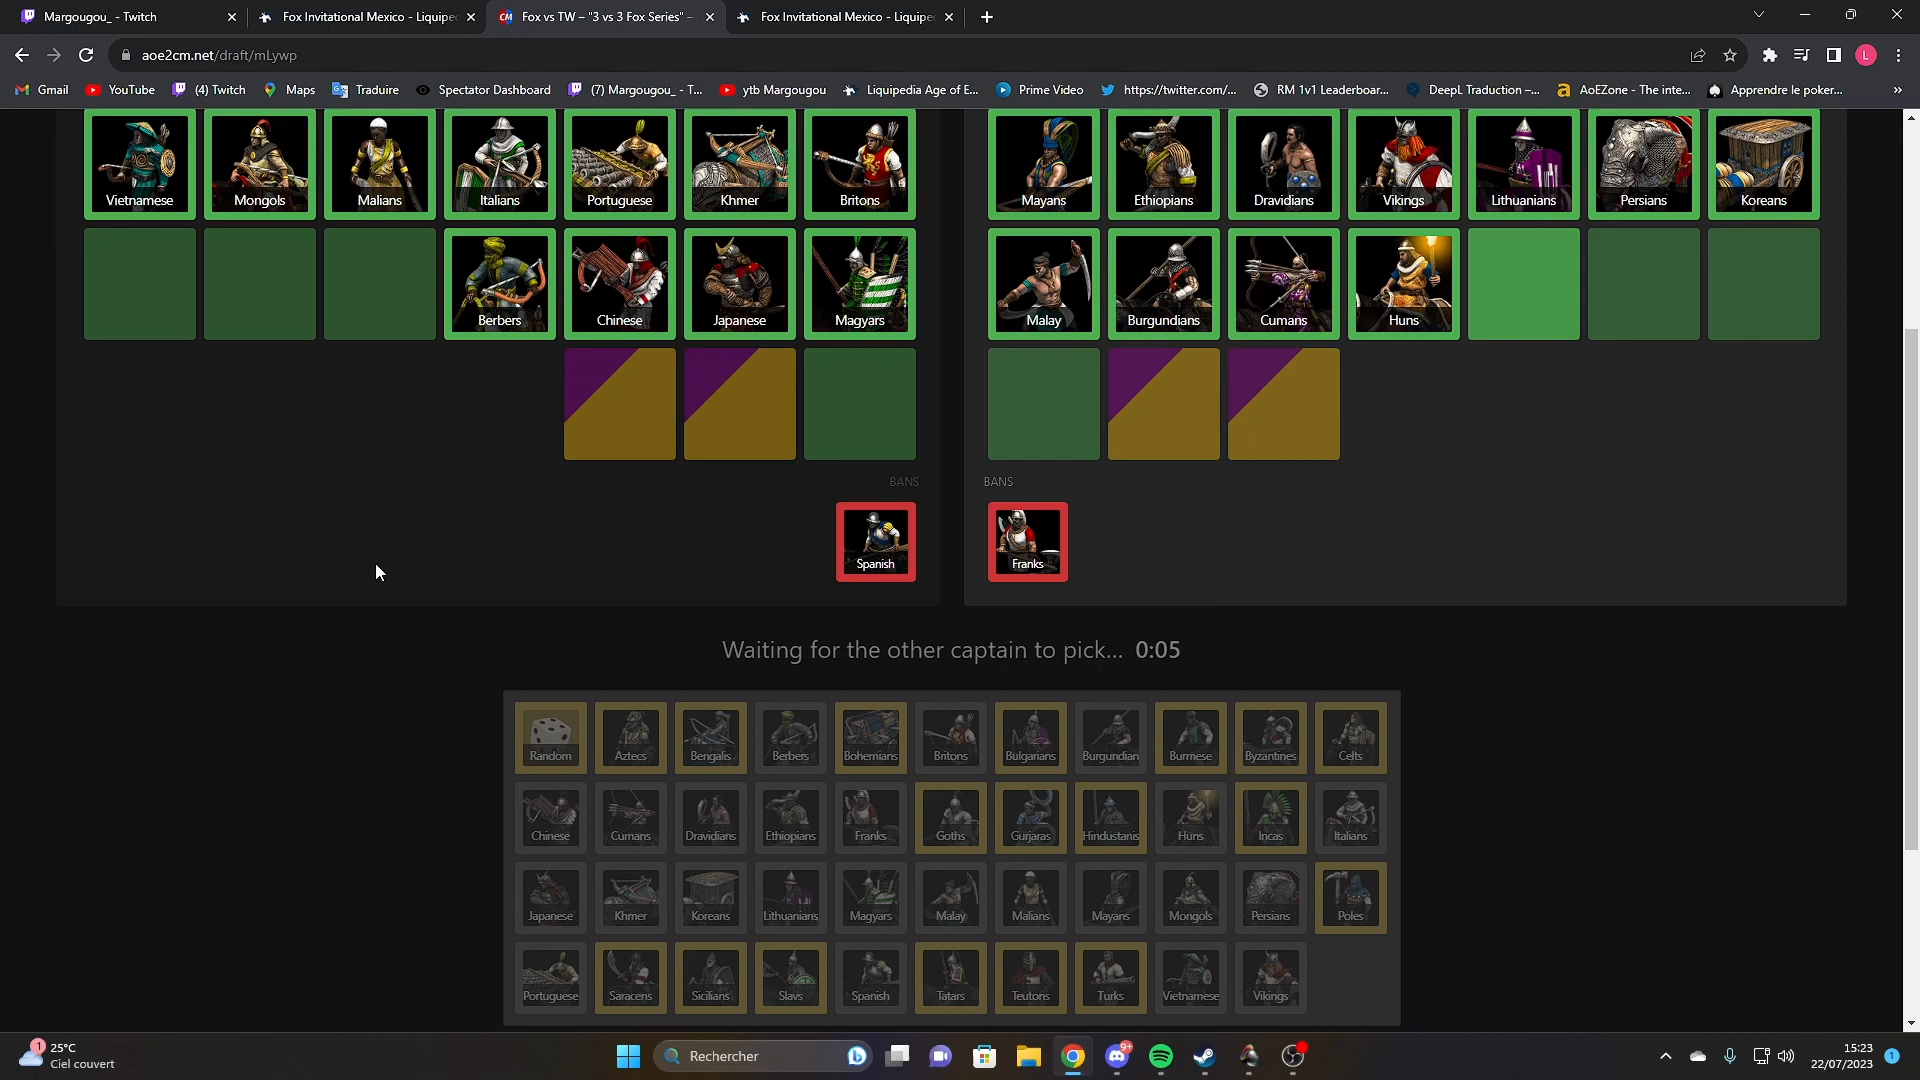 Margougou_ - Twitch
Fox Invitational Mexico - Liquipe
Fox vs TW – "3 vs 3 Fox Series" -
Fox Invitational Mexico - Liquipe
aoe2cm.net/draft/mLywp
L
Gmail
YouTube
(4) Twitch
Maps
Traduire
Spectator Dashboard
(7) Margougou_ - T...
ytb Margougou
Liquipedia Age of E...
Prime Video
https://twitter.com/...
RM 1v1 Leaderboar...
DeepL Traduction –...
AoEZone - The inte...
Apprendre le poker...
»
Vietnamese Mongols Malians Italians Portuguese Khmer Britons
Mayans Ethiopians Dravidians Vikings Lithuanians Persians Koreans
Berbers Chinese Japanese Magyars
Malay Burgundians Cumans Huns
BANS
BANS
Spanish
Franks
Waiting for the other captain to pick... 0:05
Random Aztecs Bengalis Berbers Bohemians Britons Bulgarians Burgundian Burmese Byzantines Celts
Chinese Cumans Dravidians Ethiopians Franks Goths Gurjaras Hindustanis Huns Incas Italians
Japanese Khmer Koreans Lithuanians Magyars Malay Malians Mayans Mongols Persians Poles
Portuguese Saracens Sicilians Slavs Spanish Tatars Teutons Turks Vietnamese Vikings
1
25°C
Ciel couvert
Rechercher
9+
15:23
22/07/2023
1